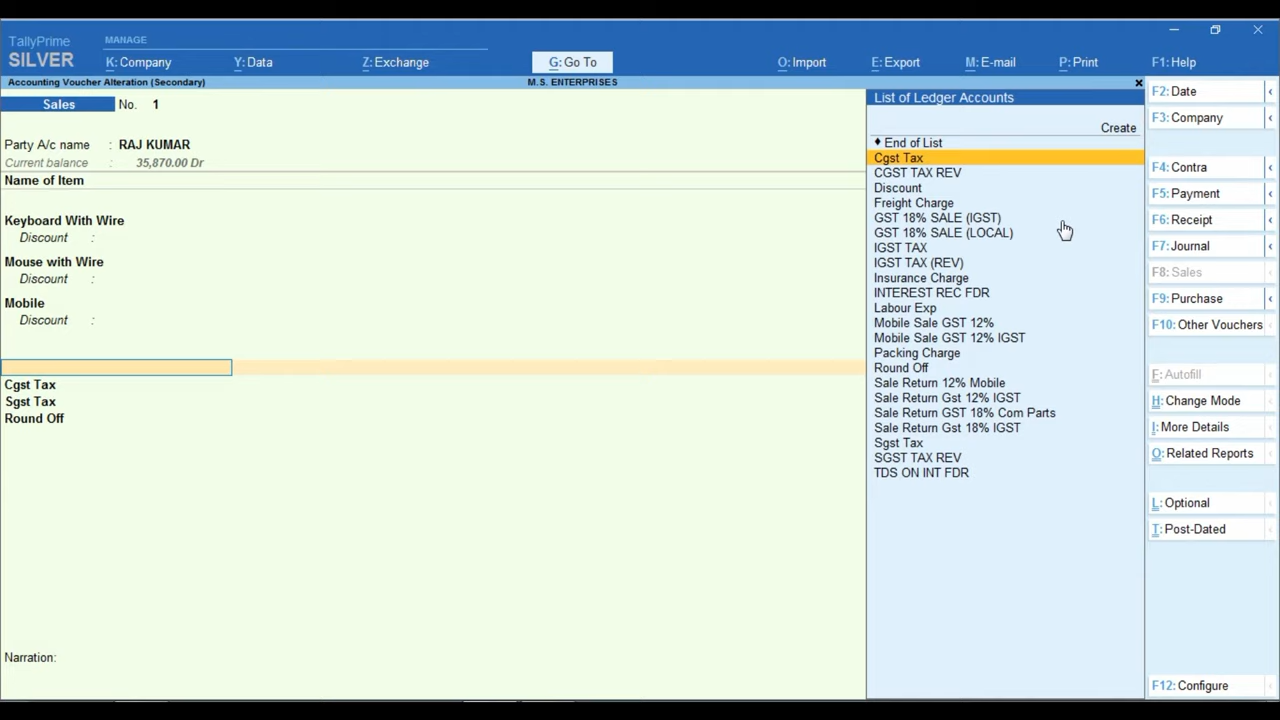 TallyPrime
SILVER
MANAGE
K: Company
Y: Data
Z: Exchange
G: Go To
O: Import
E: Export
M: E-mail
P: Print
F1: Help
Accounting Voucher Alteration (Secondary)
M.S. ENTERPRISES
Sales No. 1
Party A/c name : RAJ KUMAR
Current balance : 35,870.00 Dr
Name of Item
Keyboard With Wire
Discount :
Mouse with Wire
Discount :
Mobile
Discount :
Cgst Tax
Sgst Tax
Round Off
Narration:
List of Ledger Accounts
Create
♦ End of List
Cgst Tax
CGST TAX REV
Discount
Freight Charge
GST 18% SALE (IGST)
GST 18% SALE (LOCAL)
IGST TAX
IGST TAX (REV)
Insurance Charge
INTEREST REC FDR
Labour Exp
Mobile Sale GST 12%
Mobile Sale GST 12% IGST
Packing Charge
Round Off
Sale Return 12% Mobile
Sale Return Gst 12% IGST
Sale Return GST 18% Com Parts
Sale Return Gst 18% IGST
Sgst Tax
SGST TAX REV
TDS ON INT FDR
F2: Date
F3: Company
F4: Contra
F5: Payment
F6: Receipt
F7: Journal
F8: Sales
F9: Purchase
F10: Other Vouchers
E: Autofill
H: Change Mode
I: More Details
O: Related Reports
L: Optional
T: Post-Dated
F12: Configure